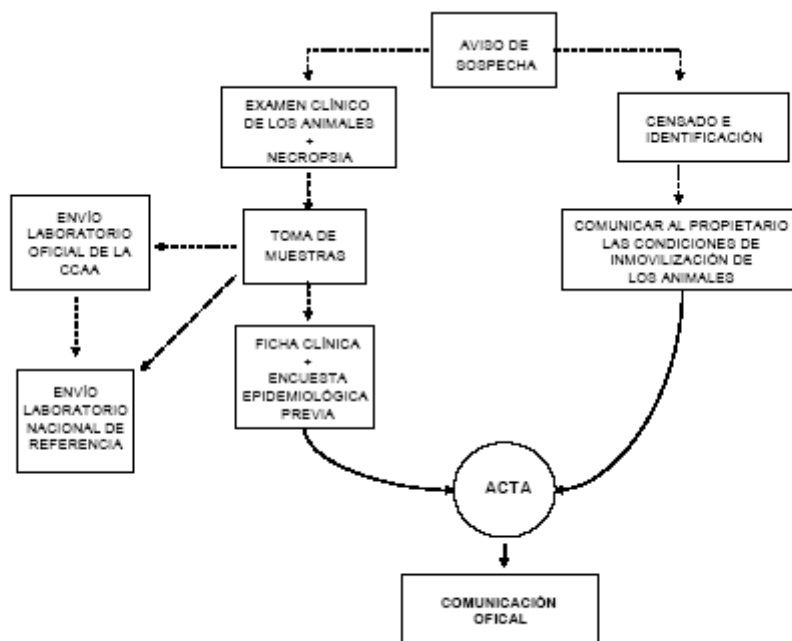 AVISO DE
SOSPECHA
EXAMEN CLÍNICO
DE LOS ANIMALES
+
NECROPSIA
CENSADO E
IDENTIFICACIÓN
ENVÍO
LABORATORIO
OFICIAL DE LA
CCAA
TOMA DE
MUESTRAS
COMUNICAR AL PROPIETARIO
LAS CONDICIONES DE
INMOVILIZACIÓN DE
LOS ANIMALES
FICHA CLÍNICA
+
ENCUESTA
EPIDEMIOLÓGICA
PREVIA
ENVÍO
LABORATORIO
NACIONAL DE
REFERENCIA
ACTA
COMUNICACIÓN
OFICAL